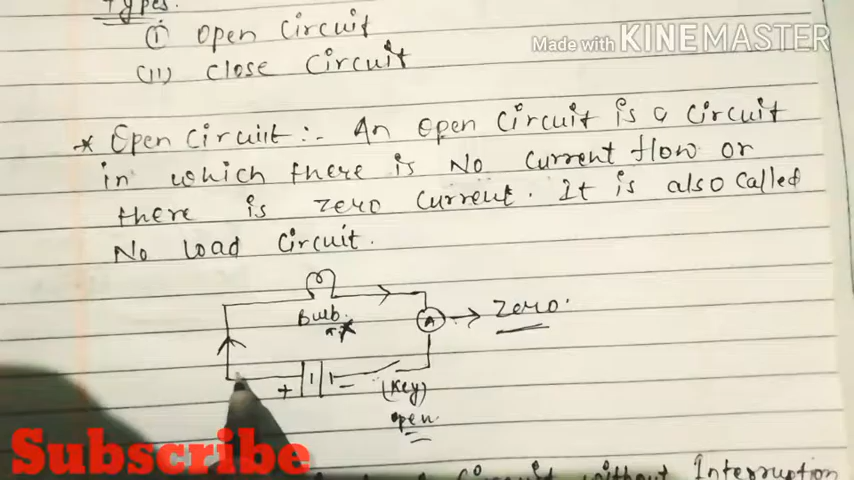 Types.
(i) Open Circuit
(ii) Close Circuit
Made with KINEMASTER
* Open Circuit :- An Open Circuit is a Circuit
in which there is No Current flow or
there is zero Current. It is also Called
No Load Circuit.
Bulb
A
Zero.
+ -
(Key)
open
Subscribe
Circuit without Interruption